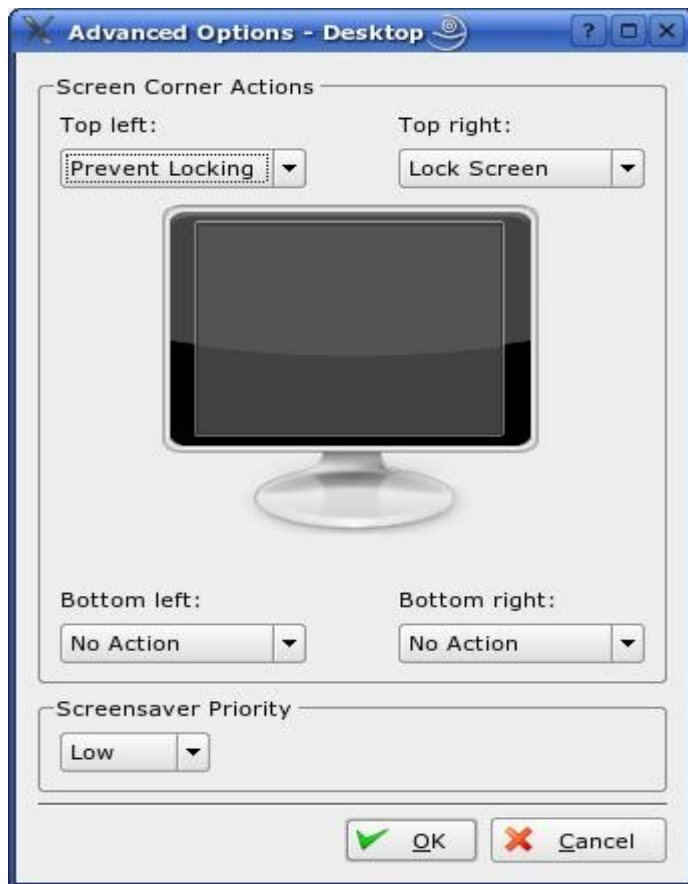 Advanced Options - Desktop
Screen Corner Actions
Top left: Top right:
Prevent Locking Lock Screen
Bottom left: Bottom right:
No Action No Action
Screensaver Priority
Low
OK Cancel